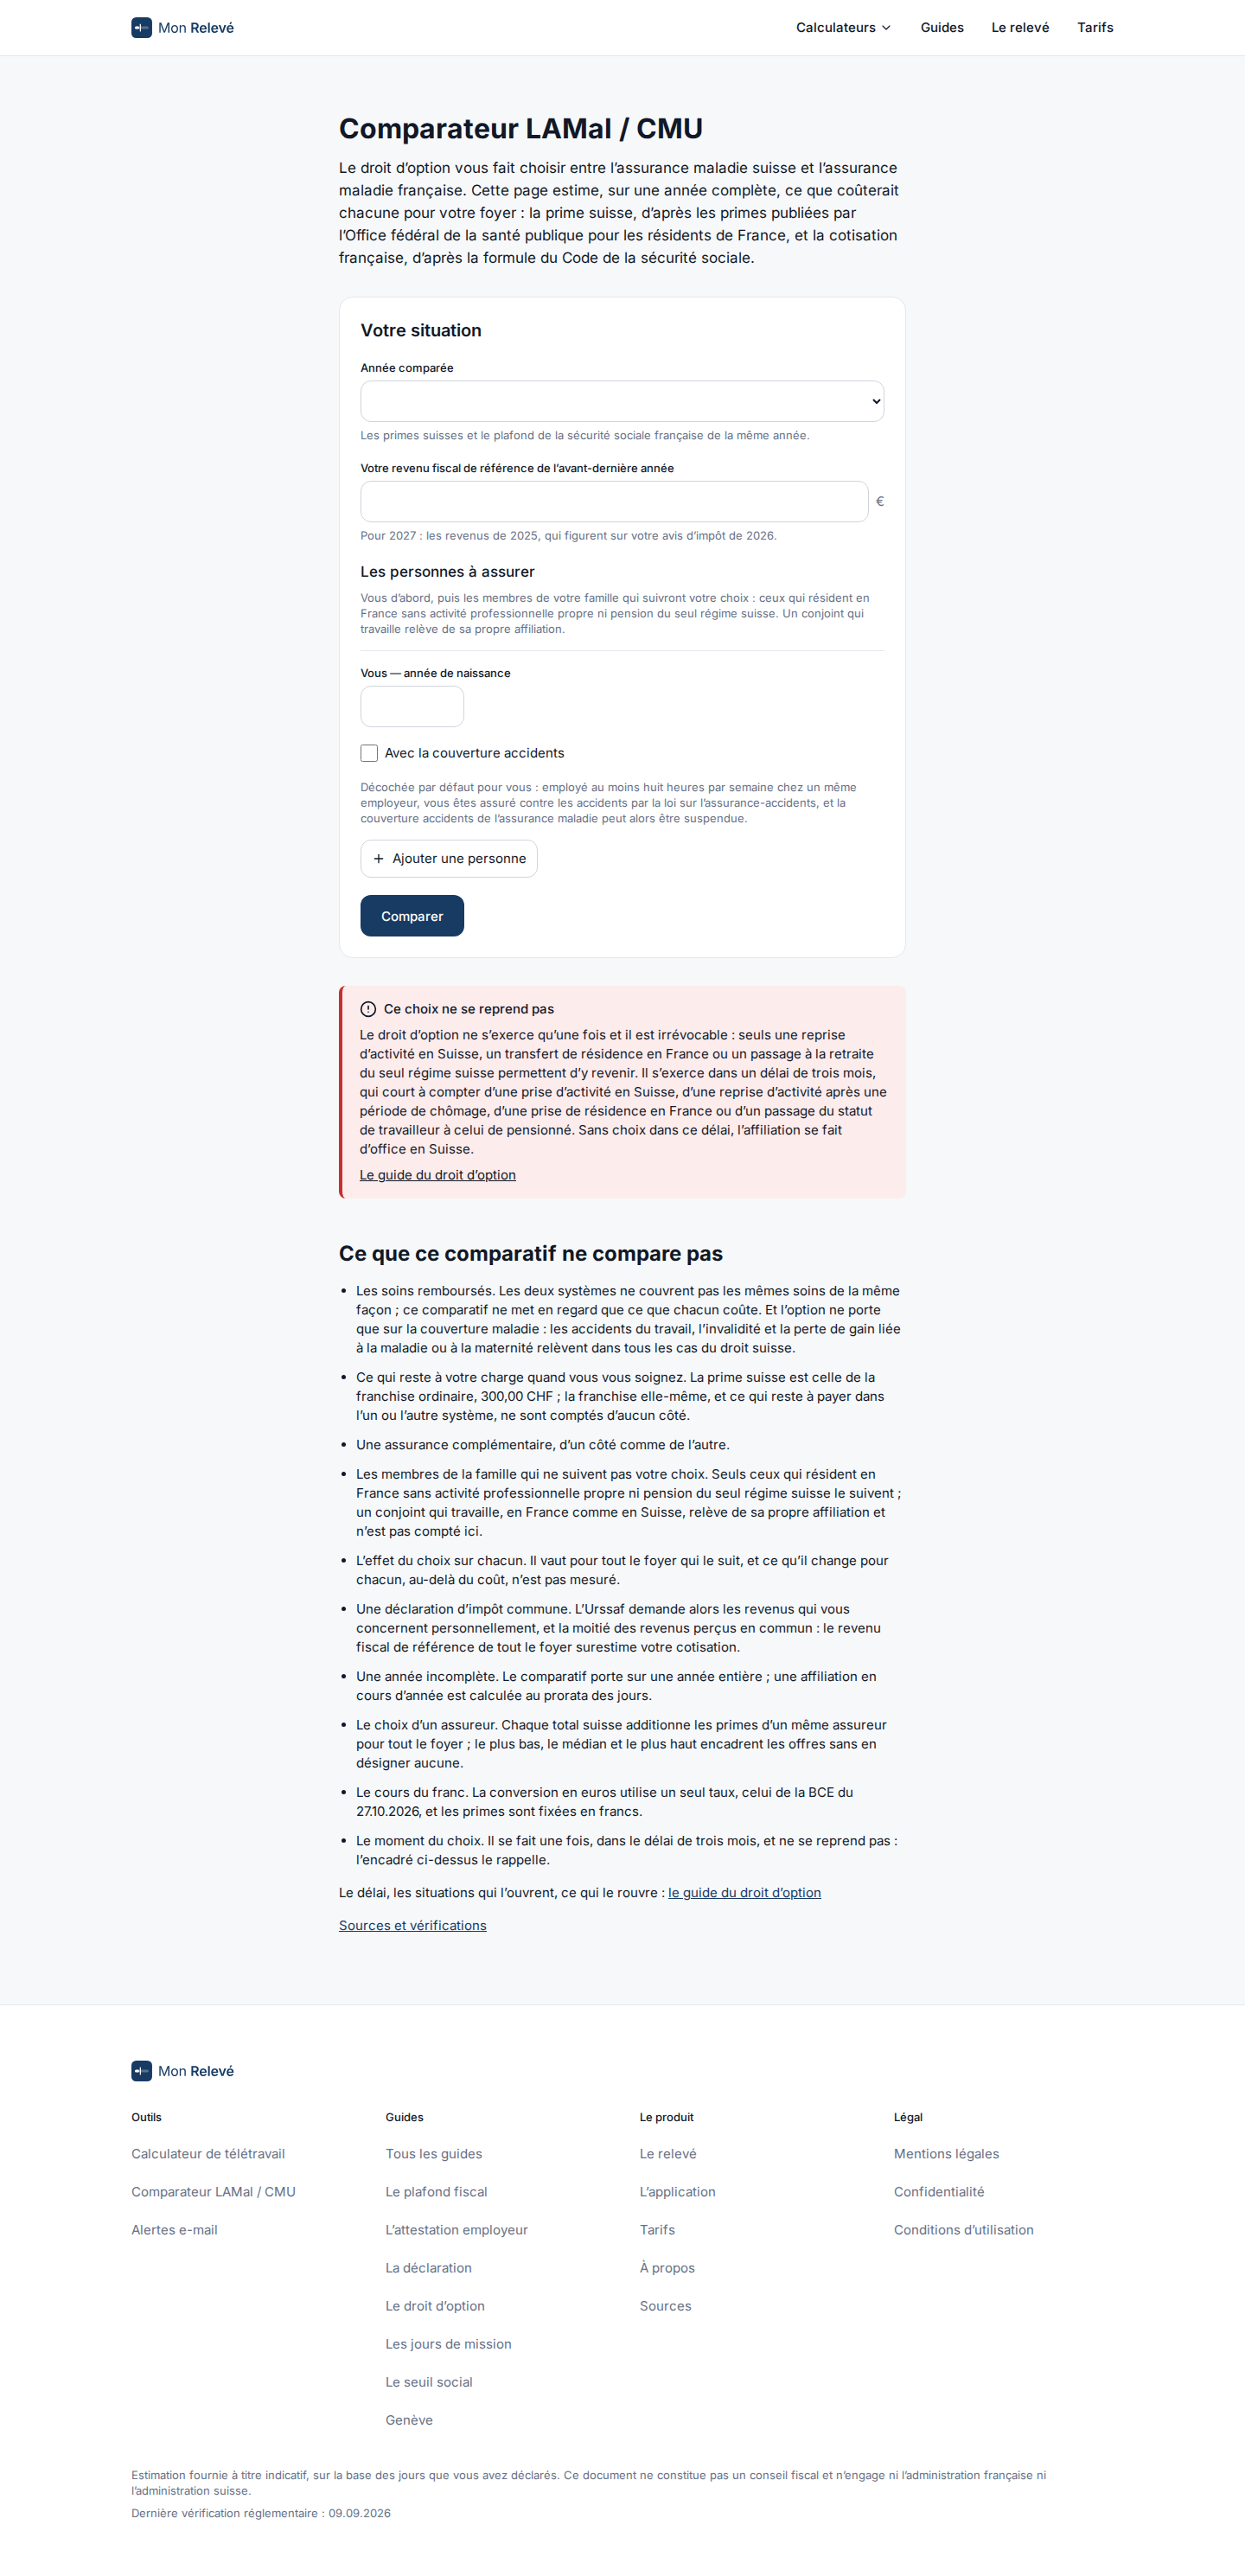 Mon Relevé
Calculateurs
Guides
Le relevé
Tarifs
Comparateur LAMal / CMU
Le droit d’option vous fait choisir entre l’assurance maladie suisse et l’assurance
maladie française. Cette page estime, sur une année complète, ce que coûterait
chacune pour votre foyer : la prime suisse, d’après les primes publiées par
l’Office fédéral de la santé publique pour les résidents de France, et la cotisation
française, d’après la formule du Code de la sécurité sociale.
Votre situation
Année comparée
Les primes suisses et le plafond de la sécurité sociale française de la même année.
Votre revenu fiscal de référence de l’avant-dernière année
€
Pour 2027 : les revenus de 2025, qui figurent sur votre avis d’impôt de 2026.
Les personnes à assurer
Vous d’abord, puis les membres de votre famille qui suivront votre choix : ceux qui résident en
France sans activité professionnelle propre ni pension du seul régime suisse. Un conjoint qui
travaille relève de sa propre affiliation.
Vous — année de naissance
Avec la couverture accidents
Décochée par défaut pour vous : employé au moins huit heures par semaine chez un même
employeur, vous êtes assuré contre les accidents par la loi sur l’assurance-accidents, et la
couverture accidents de l’assurance maladie peut alors être suspendue.
Ajouter une personne
Comparer
Ce choix ne se reprend pas
Le droit d’option ne s’exerce qu’une fois et il est irrévocable : seuls une reprise
d’activité en Suisse, un transfert de résidence en France ou un passage à la retraite
du seul régime suisse permettent d’y revenir. Il s’exerce dans un délai de trois mois,
qui court à compter d’une prise d’activité en Suisse, d’une reprise d’activité après une
période de chômage, d’une prise de résidence en France ou d’un passage du statut
de travailleur à celui de pensionné. Sans choix dans ce délai, l’affiliation se fait
d’office en Suisse.
Le guide du droit d’option
Ce que ce comparatif ne compare pas
• Les soins remboursés. Les deux systèmes ne couvrent pas les mêmes soins de la même
façon ; ce comparatif ne met en regard que ce que chacun coûte. Et l’option ne porte
que sur la couverture maladie : les accidents du travail, l’invalidité et la perte de gain liée
à la maladie ou à la maternité relèvent dans tous les cas du droit suisse.
• Ce qui reste à votre charge quand vous vous soignez. La prime suisse est celle de la
franchise ordinaire, 300,00 CHF ; la franchise elle-même, et ce qui reste à payer dans
l’un ou l’autre système, ne sont comptés d’aucun côté.
• Une assurance complémentaire, d’un côté comme de l’autre.
• Les membres de la famille qui ne suivent pas votre choix. Seuls ceux qui résident en
France sans activité professionnelle propre ni pension du seul régime suisse le suivent ;
un conjoint qui travaille, en France comme en Suisse, relève de sa propre affiliation et
n’est pas compté ici.
• L’effet du choix sur chacun. Il vaut pour tout le foyer qui le suit, et ce qu’il change pour
chacun, au-delà du coût, n’est pas mesuré.
• Une déclaration d’impôt commune. L’Urssaf demande alors les revenus qui vous
concernent personnellement, et la moitié des revenus perçus en commun : le revenu
fiscal de référence de tout le foyer surestime votre cotisation.
• Une année incomplète. Le comparatif porte sur une année entière ; une affiliation en
cours d’année est calculée au prorata des jours.
• Le choix d’un assureur. Chaque total suisse additionne les primes d’un même assureur
pour tout le foyer ; le plus bas, le médian et le plus haut encadrent les offres sans en
désigner aucune.
• Le cours du franc. La conversion en euros utilise un seul taux, celui de la BCE du
27.10.2026, et les primes sont fixées en francs.
• Le moment du choix. Il se fait une fois, dans le délai de trois mois, et ne se reprend pas :
l’encadré ci-dessus le rappelle.
Le délai, les situations qui l’ouvrent, ce qui le rouvre : le guide du droit d’option
Sources et vérifications
Mon Relevé
Outils
Calculateur de télétravail
Comparateur LAMal / CMU
Alertes e-mail
Guides
Tous les guides
Le plafond fiscal
L’attestation employeur
La déclaration
Le droit d’option
Les jours de mission
Le seuil social
Genève
Le produit
Le relevé
L’application
Tarifs
À propos
Sources
Légal
Mentions légales
Confidentialité
Conditions d’utilisation
Estimation fournie à titre indicatif, sur la base des jours que vous avez déclarés. Ce document ne constitue pas un conseil fiscal et n’engage ni l’administration française ni
l’administration suisse.
Dernière vérification réglementaire : 09.09.2026